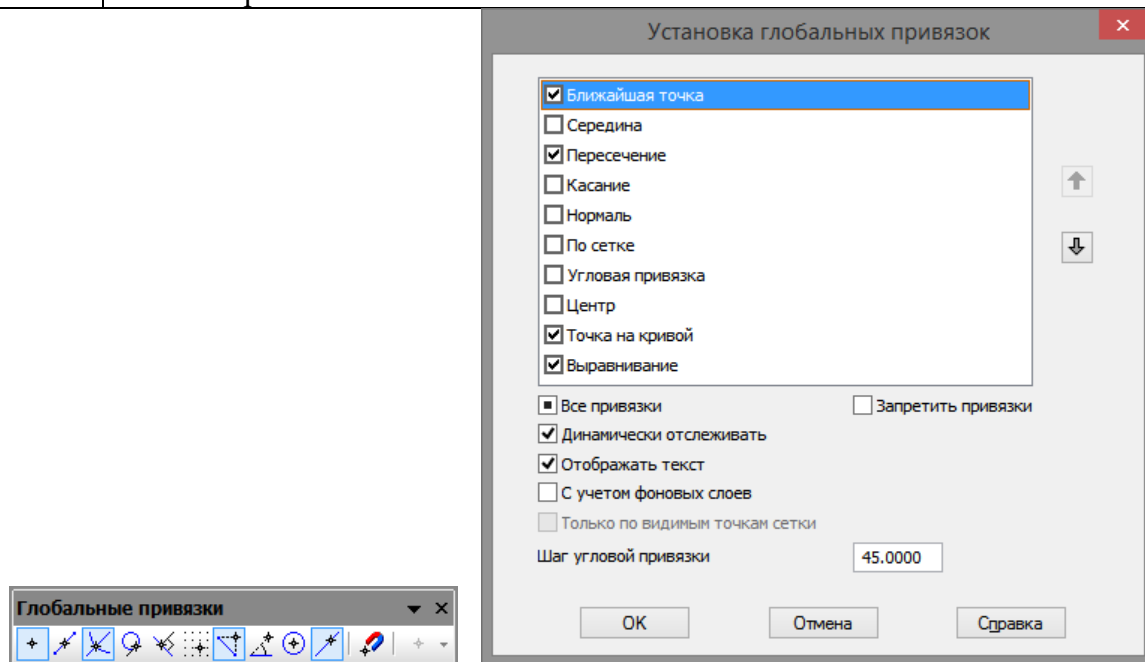 Установка глобальных привязок
Ближайшая точка
Середина
Пересечение
Касание
Нормаль
По сетке
Угловая привязка
Центр
Точка на кривой
Выравнивание
Все привязки
Запретить привязки
Динамически отслеживать
Отображать текст
С учетом фоновых слоев
Только по видимым точкам сетки
Шаг угловой привязки 45.0000
OK Отмена Справка
Глобальные привязки